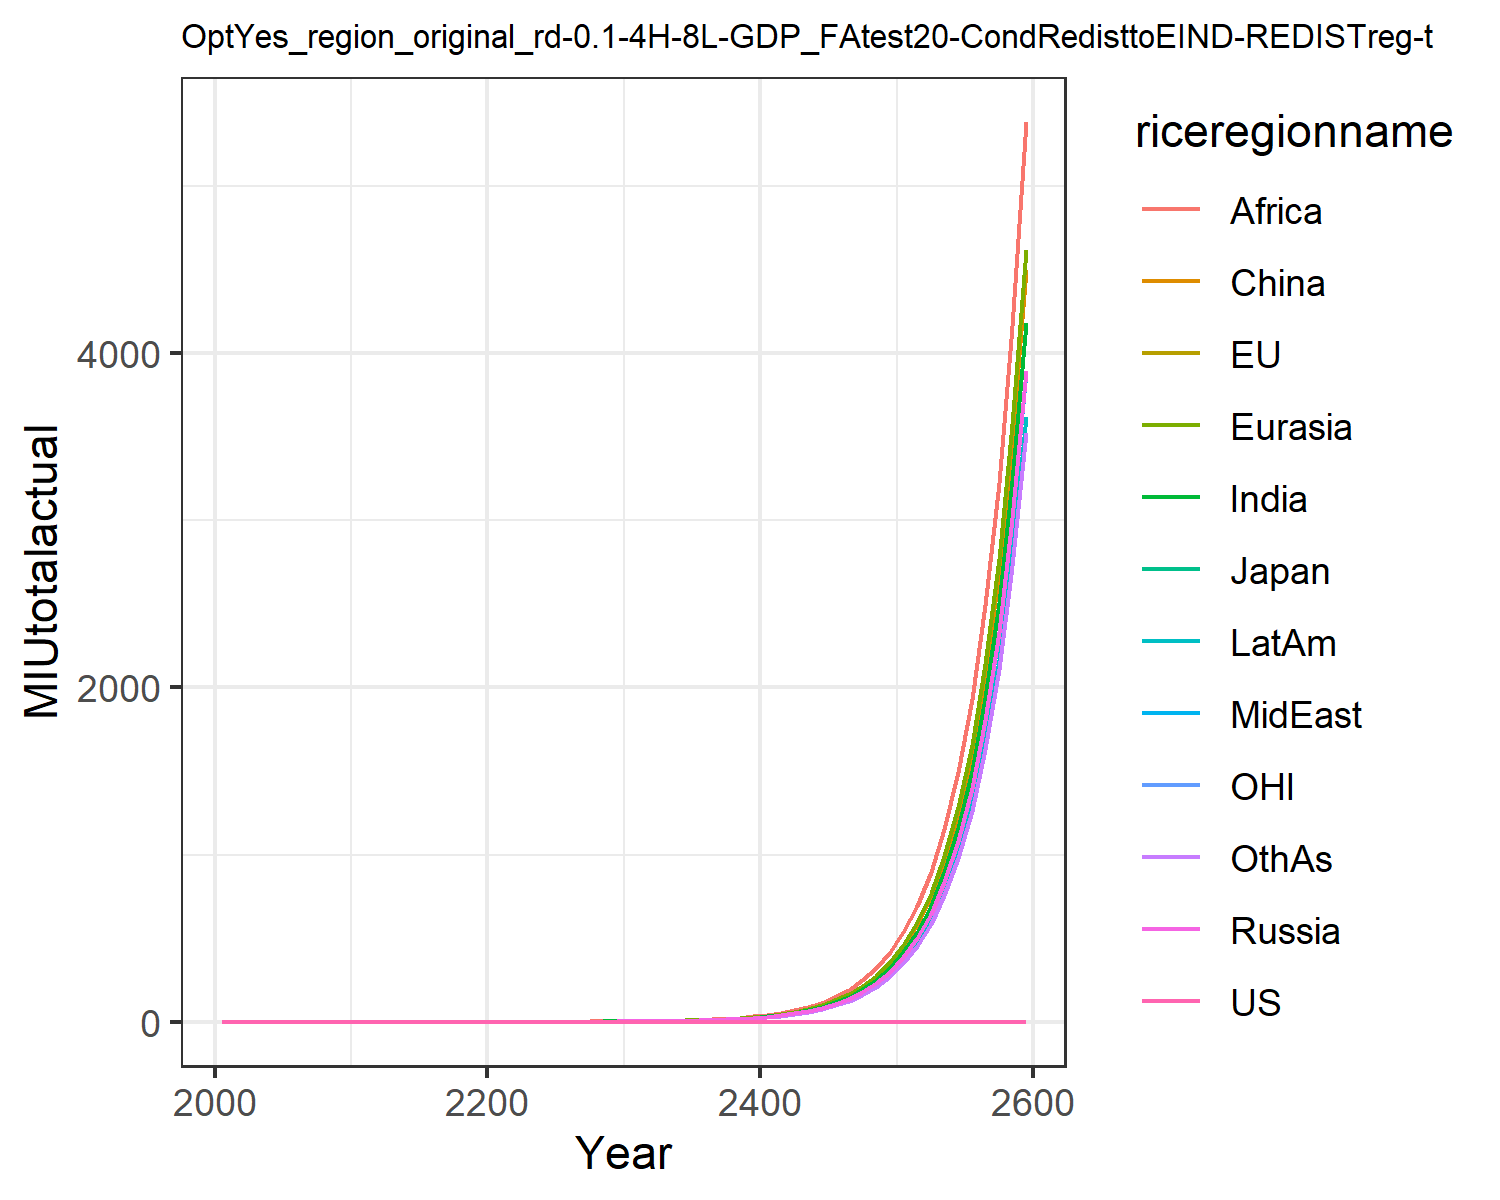 OptYes_region_original_rd-0.1-4H-8L-GDP_FAtest20-CondRedisttoEIND-REDISTreg-t
MIUtotalactual
4000
2000
0
2000
2200
2400
2600
Year
riceregionname
Africa
China
EU
Eurasia
India
Japan
LatAm
MidEast
OHI
OthAs
Russia
US